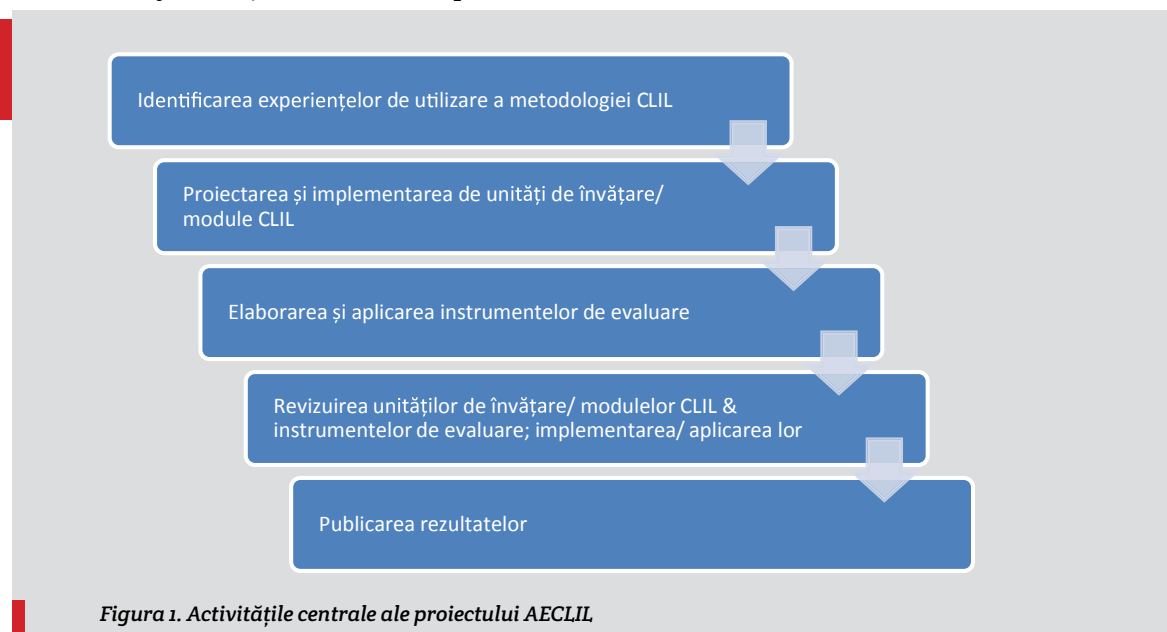 Identificarea experiențelor de utilizare a metodologiei CLIL
Proiectarea și implementarea de unități de învățare/
module CLIL
Elaborarea și aplicarea instrumentelor de evaluare
Revizuirea unităților de învățare/ modulelor CLIL &
instrumentelor de evaluare; implementarea/ aplicarea lor
Publicarea rezultatelor
Figura 1. Activitățile centrale ale proiectului AECLIL